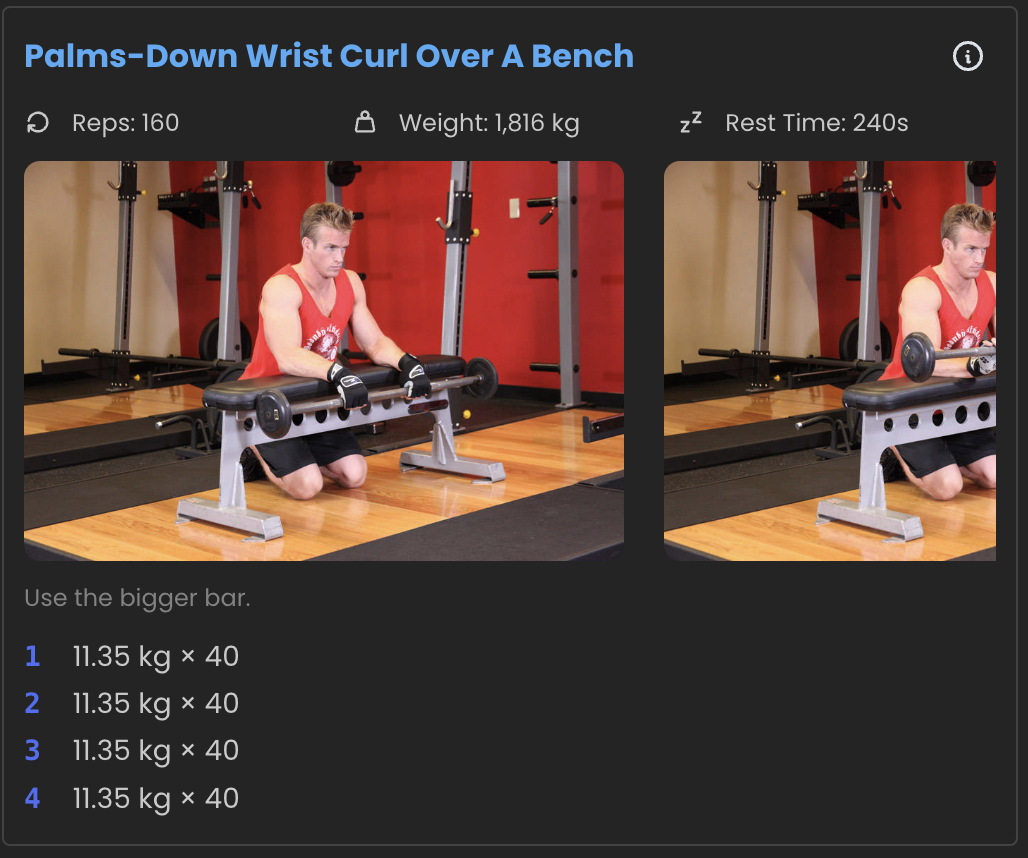 Palms-Down Wrist Curl Over A Bench
Reps: 160
Weight: 1,816 kg
Rest Time: 240s
Use the bigger bar.
1 11.35 kg × 40
2 11.35 kg × 40
3 11.35 kg × 40
4 11.35 kg × 40